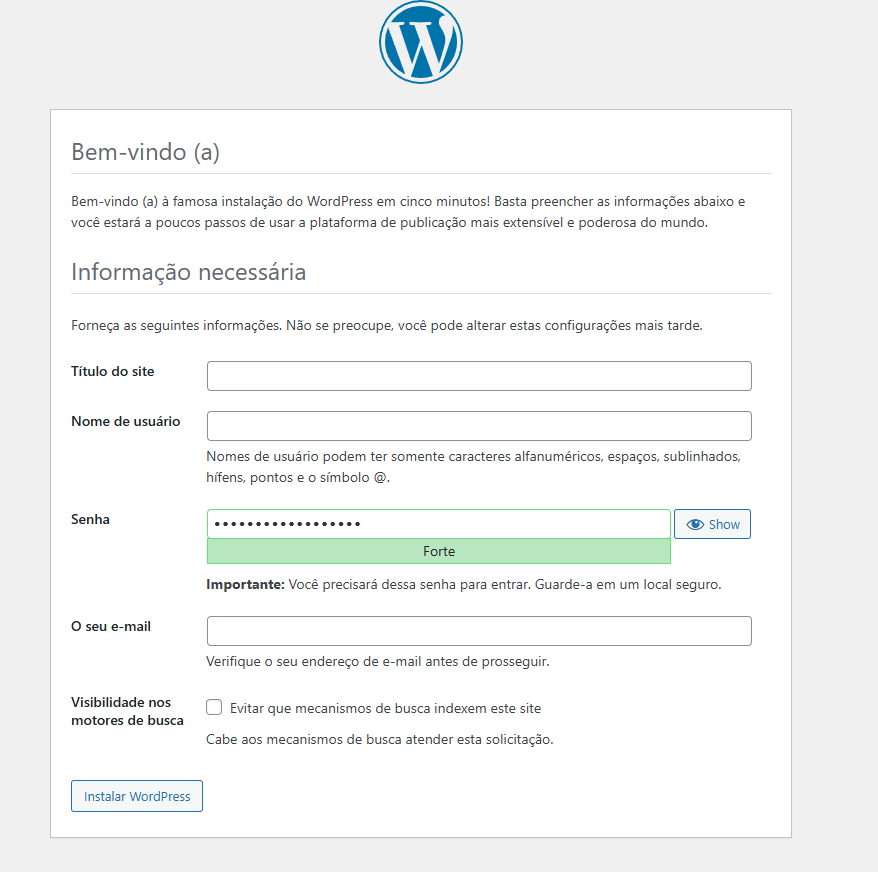 Bem-vindo (a)
Bem-vindo (a) à famosa instalação do WordPress em cinco minutos! Basta preencher as informações abaixo e
você estará a poucos passos de usar a plataforma de publicação mais extensível e poderosa do mundo.
Informação necessária
Forneça as seguintes informações. Não se preocupe, você pode alterar estas configurações mais tarde.
Título do site
Nome de usuário
Nomes de usuário podem ter somente caracteres alfanuméricos, espaços, sublinhados,
hífens, pontos e o símbolo @.
Senha
••••••••••••••••••
Show
Forte
Importante: Você precisará dessa senha para entrar. Guarde-a em um local seguro.
O seu e-mail
Verifique o seu endereço de e-mail antes de prosseguir.
Visibilidade nos
motores de busca
Evitar que mecanismos de busca indexem este site
Cabe aos mecanismos de busca atender esta solicitação.
Instalar WordPress